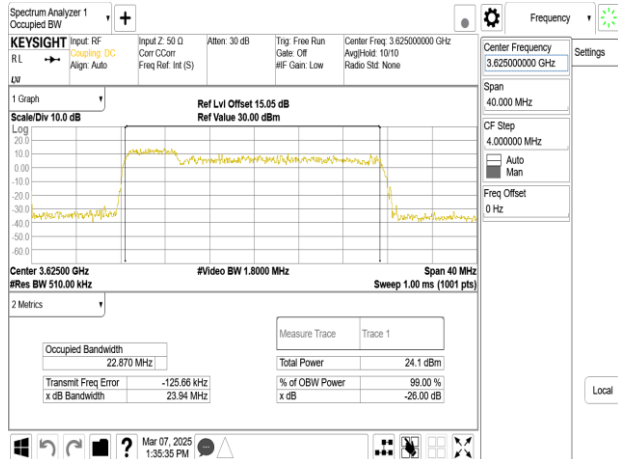 Spectrum Analyzer 1
Occupied BW
Frequency
KEYSIGHT
Input: RF
Coupling: DC
Align: Auto
Input Z: 50 Ω
Corr CCorr
Freq Ref: Int (S)
Atten: 30 dB
Trig: Free Run
Gate: Off
#IF Gain: Low
Center Freq: 3.625000000 GHz
Avg|Hold: 10/10
Radio Std: None
RL
LXI
Center Frequency
3.625000000 GHz
Settings
Span
40.000 MHz
CF Step
4.000000 MHz
Auto
Man
Freq Offset
0 Hz
Local
1 Graph
Scale/Div 10.0 dB
Ref Lvl Offset 15.05 dB
Ref Value 30.00 dBm
Log
20.0
10.0
0.00
-10.0
-20.0
-30.0
-40.0
-50.0
-60.0
Center 3.62500 GHz
#Video BW 1.8000 MHz
Span 40 MHz
#Res BW 510.00 kHz
Sweep 1.00 ms (1001 pts)
2 Metrics
Measure Trace
Trace 1
Occupied Bandwidth
22.870 MHz
Total Power
24.1 dBm
Transmit Freq Error
-125.66 kHz
% of OBW Power
99.00 %
x dB Bandwidth
23.94 MHz
x dB
-26.00 dB
?
Mar 07, 2025
1:35:35 PM